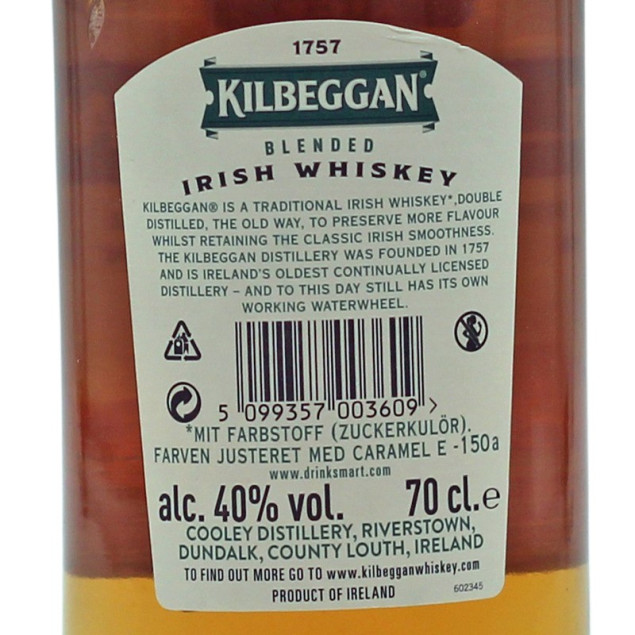 1757
KILBEGGAN®
BLENDED
IRISH WHISKEY
KILBEGGAN® IS A TRADITIONAL IRISH WHISKEY*,DOUBLE
DISTILLED, THE OLD WAY, TO PRESERVE MORE FLAVOUR
WHILST RETAINING THE CLASSIC IRISH SMOOTHNESS.
THE KILBEGGAN DISTILLERY WAS FOUNDED IN 1757
AND IS IRELAND'S OLDEST CONTINUALLY LICENSED
DISTILLERY – AND TO THIS DAY STILL HAS ITS OWN
WORKING WATERWHEEL.
5 099357 003609 >
*MIT FARBSTOFF (ZUCKERKULÖR).
FARVEN JUSTERET MED CARAMEL E -150a
www.drinksmart.com
alc. 40% vol. 70 cl. e
COOLEY DISTILLERY, RIVERSTOWN,
DUNDALK, COUNTY LOUTH, IRELAND
TO FIND OUT MORE GO TO www.kilbegganwhiskey.com
PRODUCT OF IRELAND
602345